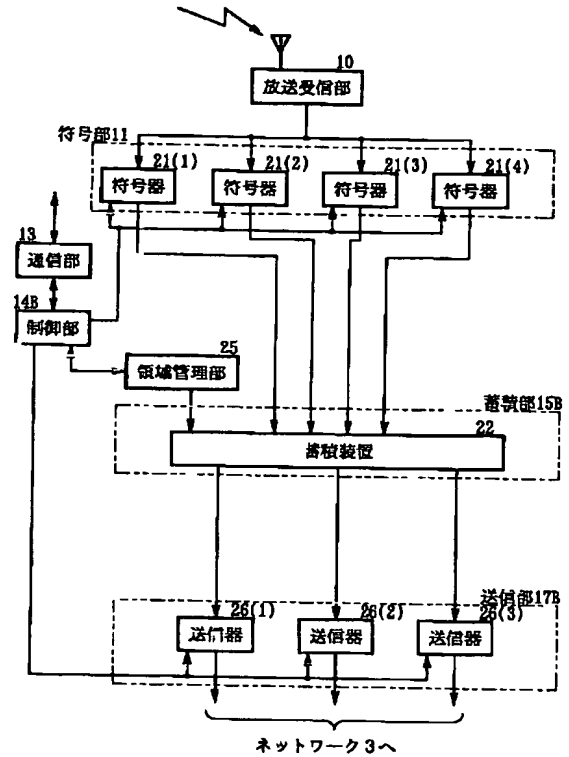 10
放送受信部
符号部11
21(1)
21(2)
21(3)
21(4)
符号器
符号器
符号器
符号器
13
通信部
14B
制御部
25
領域管理部
蓄積部15B
22
蓄積装置
送信部17B
26(1)
26(2)
26(3)
送信器
送信器
送信器
ネットワーク3へ